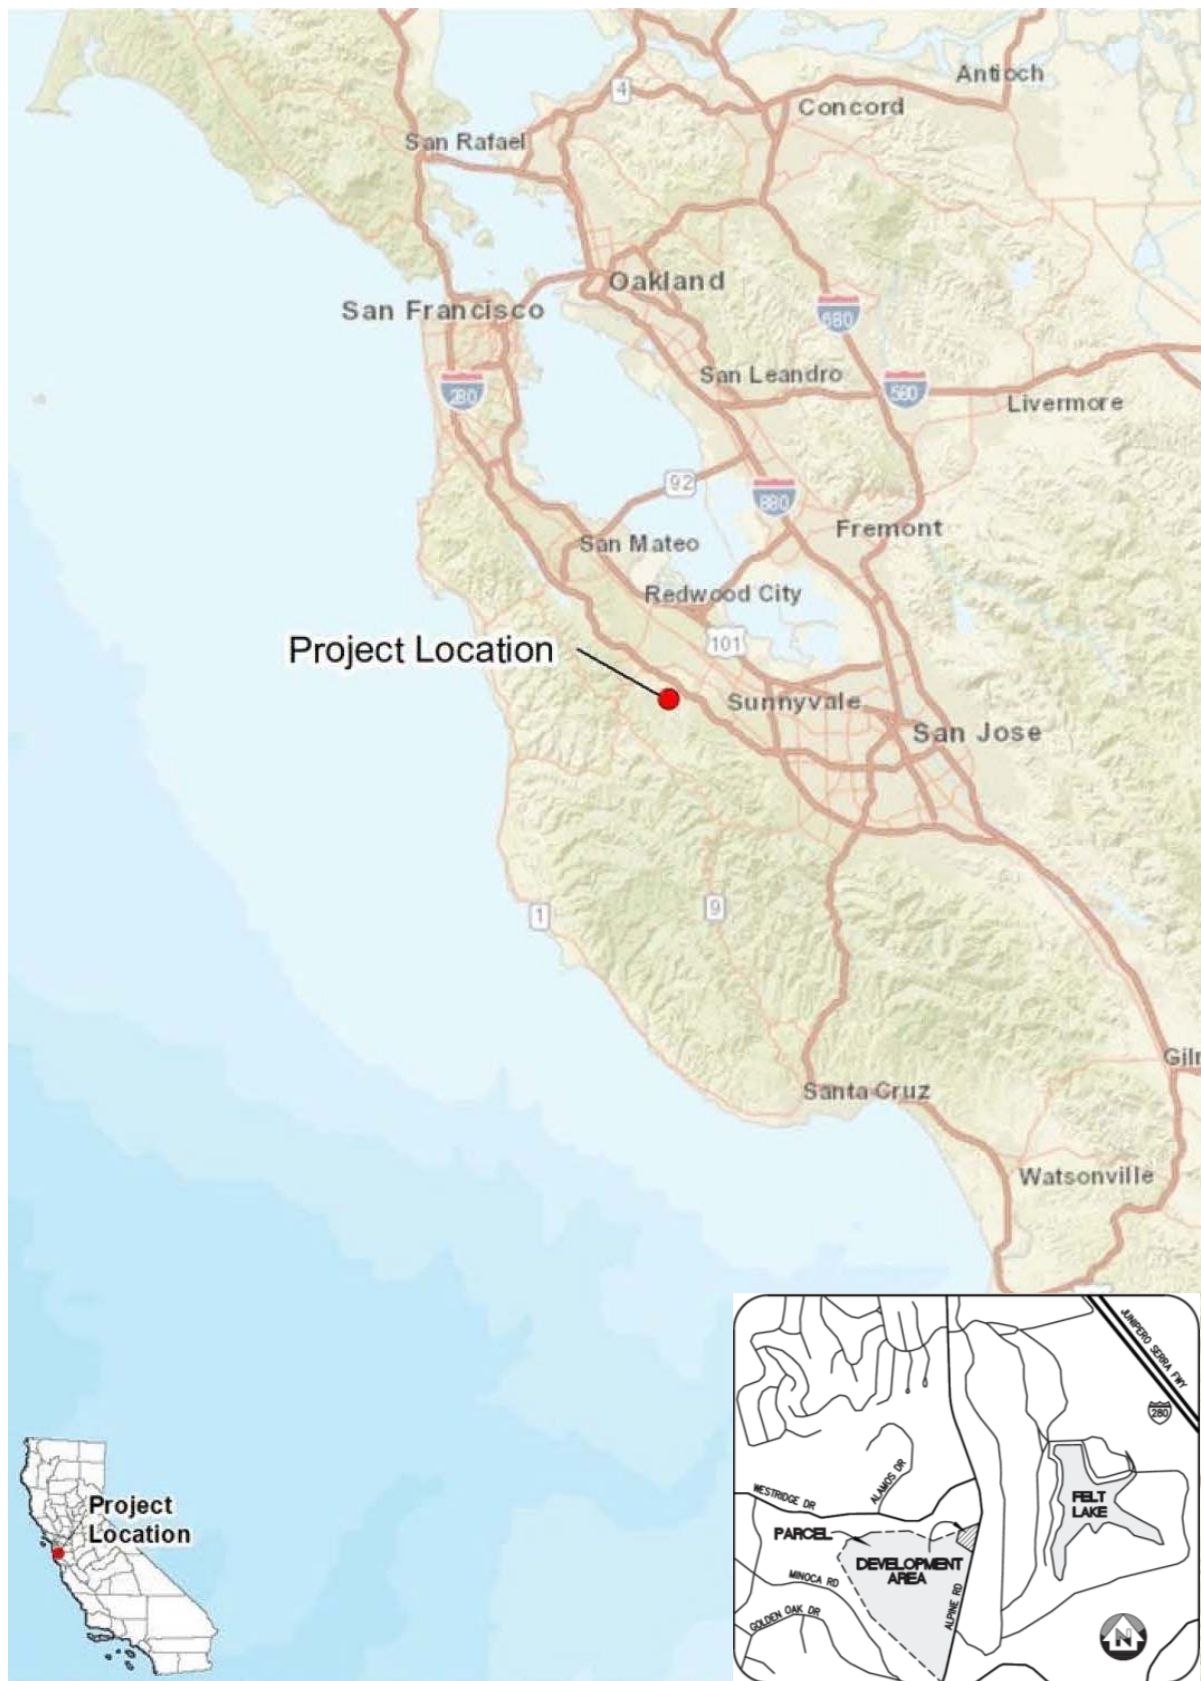 Antioch
4
Concord
San Rafael
Oakland
San Francisco
680
San Leandro
580
280
Livermore
92
880
Fremont
San Mateo
Redwood City
101
Project Location
Sunnyvale
San Jose
9
1
Gilr
Santa Cruz
Watsonville
JUNIPERO SERRA FWY
280
ALAMOS DR
WESTRIDGE DR
FELT
LAKE
PARCEL
DEVELOPMENT
AREA
MINOCA RD
GOLDEN OAK DR
ALPINE RD
N
Project
Location